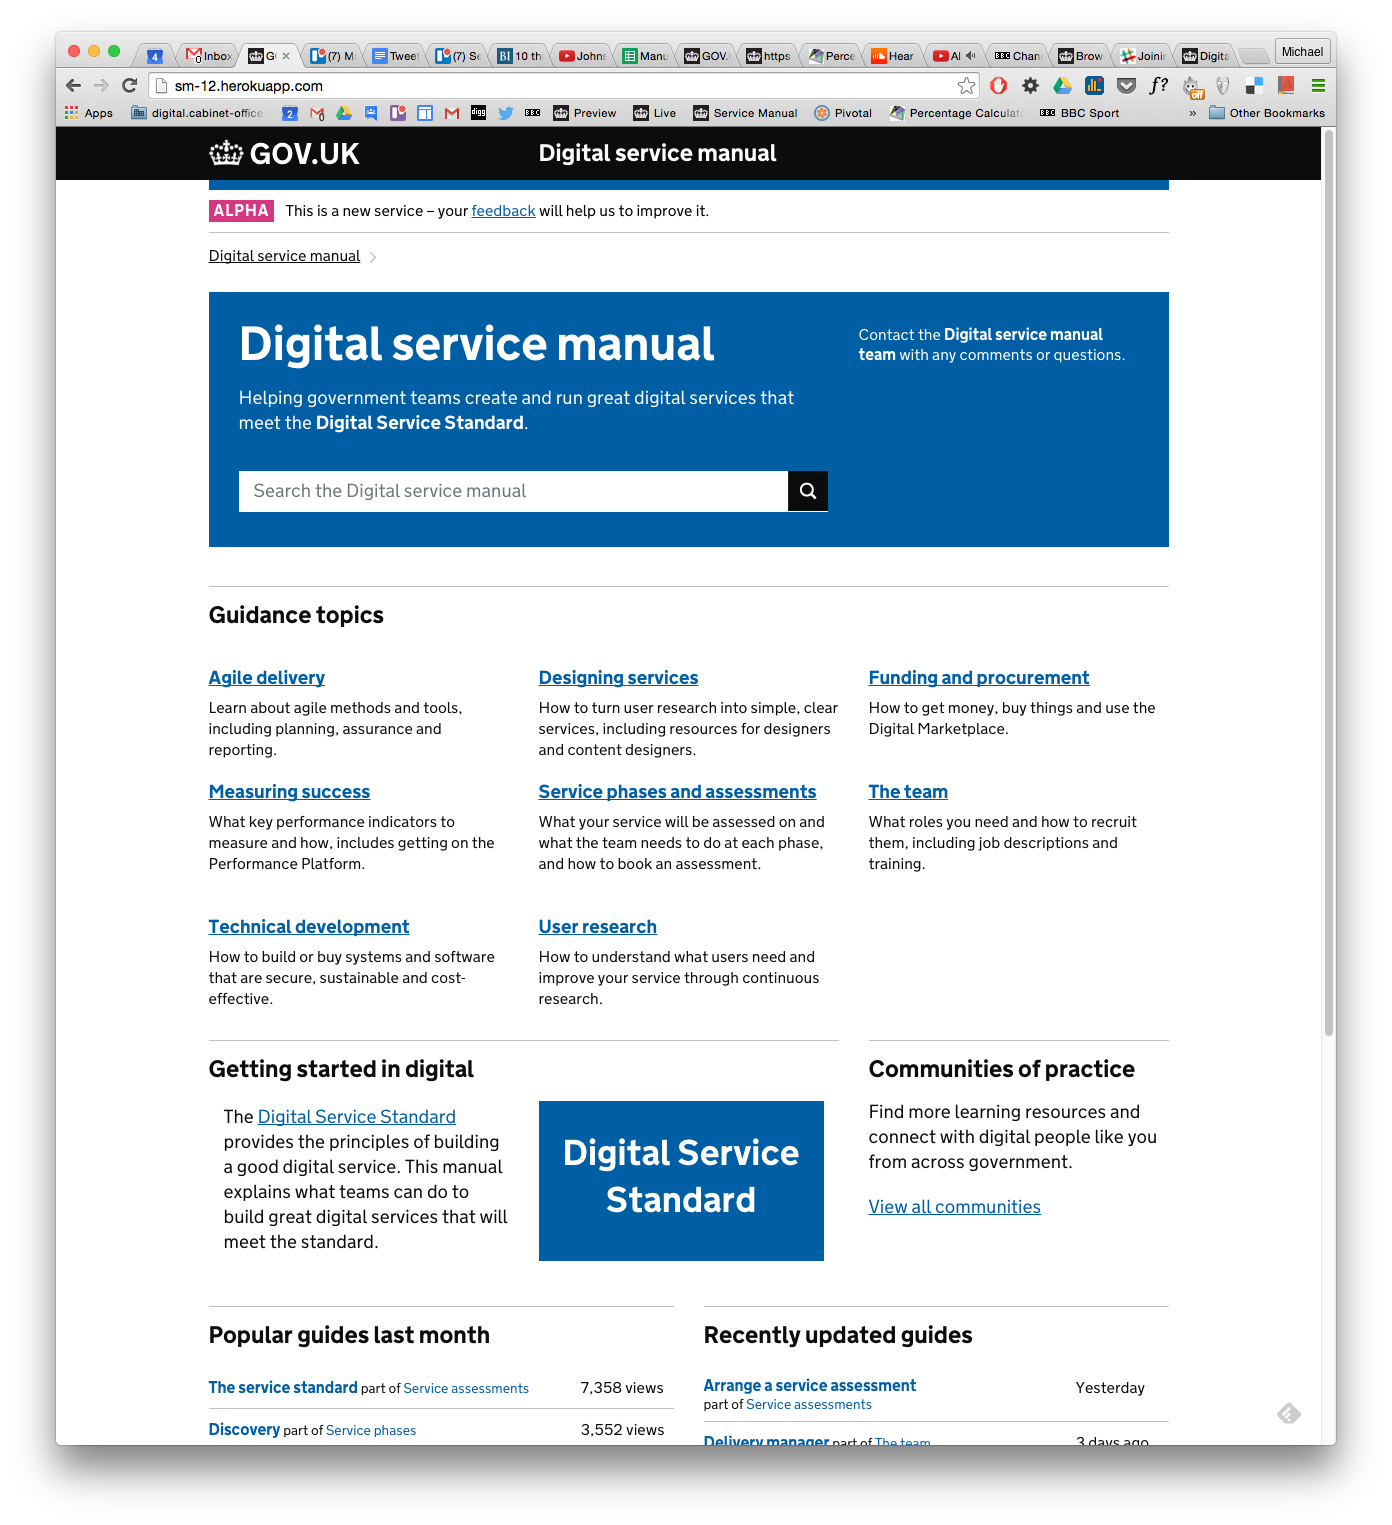 4
Inbox
G
(7) M
Tweet
(7) Se
BI 10 th
Johns
Manu
GOV.
https
Perce
Hear
Al
BBC Chan
Brow
Joinin
Digita
Michael
sm-12.herokuapp.com
f?
off
Apps
digital.cabinet-office
2
digg
BBC
Preview
Live
Service Manual
Pivotal
Percentage Calculato
BBC BBC Sport
»
Other Bookmarks
GOV.UK
Digital service manual
ALPHA This is a new service – your feedback will help us to improve it.
Digital service manual
Digital service manual
Contact the Digital service manual
team with any comments or questions.
Helping government teams create and run great digital services that
meet the Digital Service Standard.
Search the Digital service manual
Guidance topics
Agile delivery
Learn about agile methods and tools,
including planning, assurance and
reporting.
Designing services
How to turn user research into simple, clear
services, including resources for designers
and content designers.
Funding and procurement
How to get money, buy things and use the
Digital Marketplace.
Measuring success
What key performance indicators to
measure and how, includes getting on the
Performance Platform.
Service phases and assessments
What your service will be assessed on and
what the team needs to do at each phase,
and how to book an assessment.
The team
What roles you need and how to recruit
them, including job descriptions and
training.
Technical development
How to build or buy systems and software
that are secure, sustainable and cost-
effective.
User research
How to understand what users need and
improve your service through continuous
research.
Getting started in digital
The Digital Service Standard
provides the principles of building
a good digital service. This manual
explains what teams can do to
build great digital services that will
meet the standard.
Digital Service
Standard
Communities of practice
Find more learning resources and
connect with digital people like you
from across government.
View all communities
Popular guides last month
The service standard part of Service assessments 7,358 views
Discovery part of Service phases 3,552 views
Recently updated guides
Arrange a service assessment Yesterday
part of Service assessments
Delivery manager part of The team 3 days ago